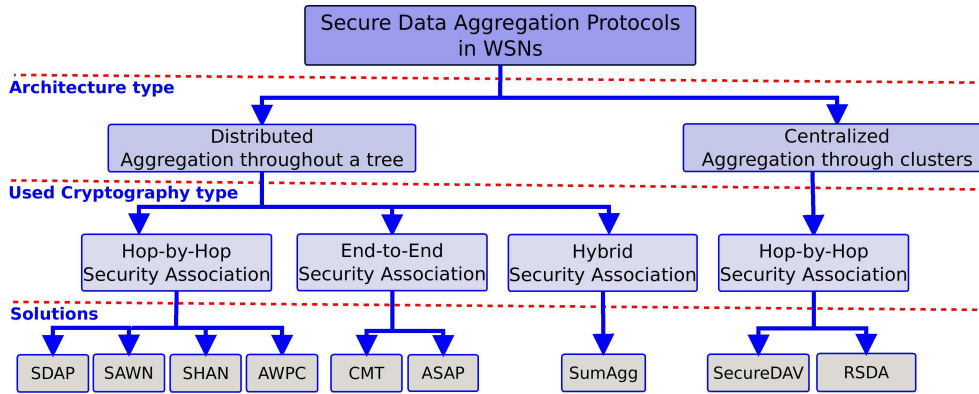 Secure Data Aggregation Protocols
in WSNs
Architecture type
Distributed
Aggregation throughout a tree
Centralized
Aggregation through clusters
Used Cryptography type
Hop-by-Hop
Security Association
End-to-End
Security Association
Hybrid
Security Association
Hop-by-Hop
Security Association
Solutions
SDAP
SAWN
SHAN
AWPC
CMT
ASAP
SumAgg
SecureDAV
RSDA